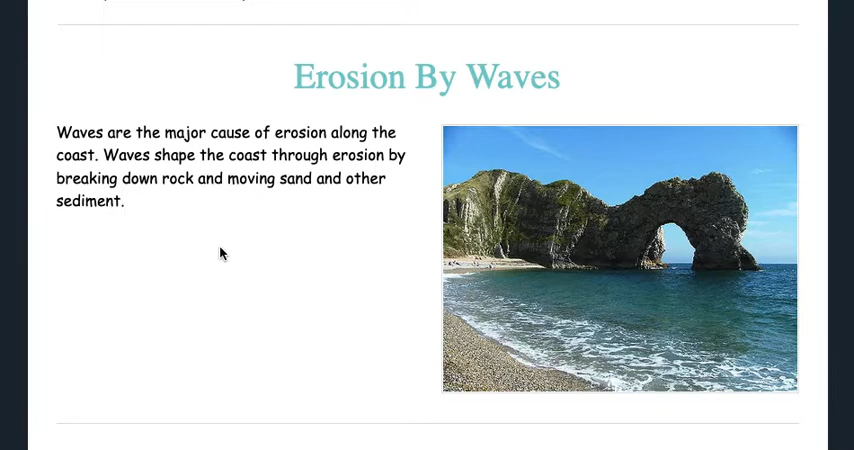 Erosion By Waves
Waves are the major cause of erosion along the
coast. Waves shape the coast through erosion by
breaking down rock and moving sand and other
sediment.